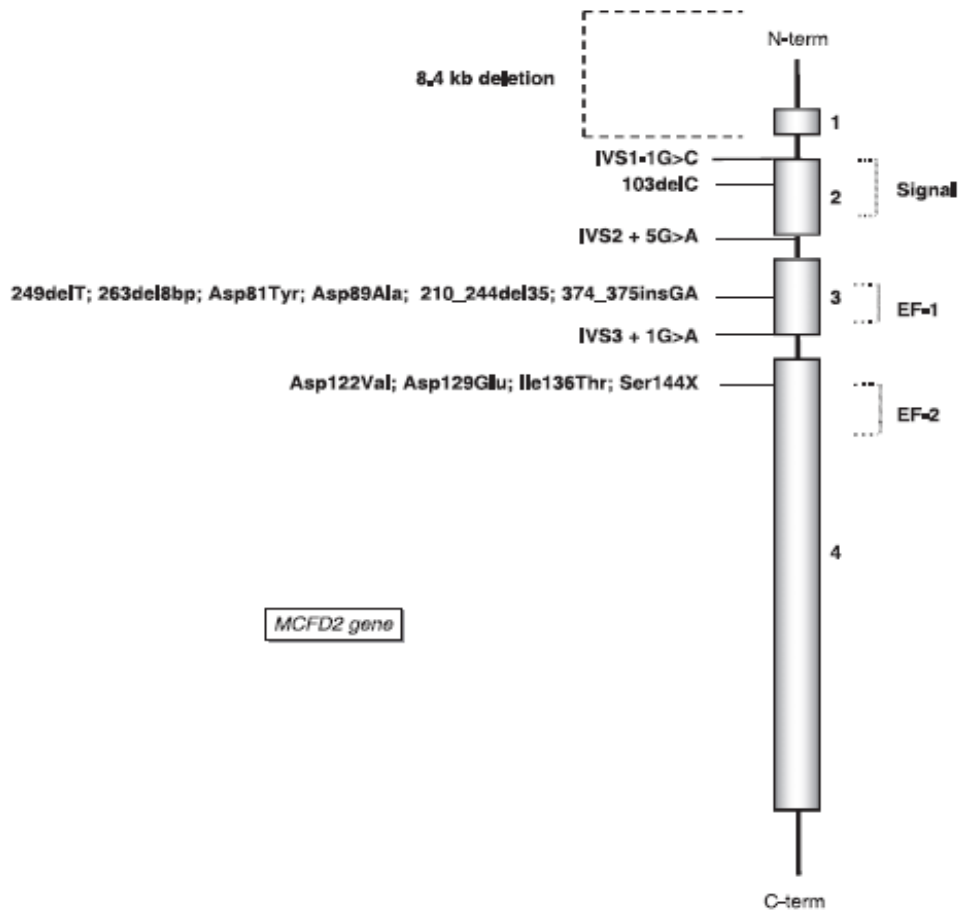 N-term
8.4 kb deletion
1
IVS1-1G>C
103delC
2
Signal
IVS2 + 5G>A
249delT; 263del8bp; Asp81Tyr; Asp89Ala; 210_244del35; 374_375insGA
3
EF-1
IVS3 + 1G>A
Asp122Val; Asp129Glu; Ile136Thr; Ser144X
EF-2
4
MCFD2 gene
C-term